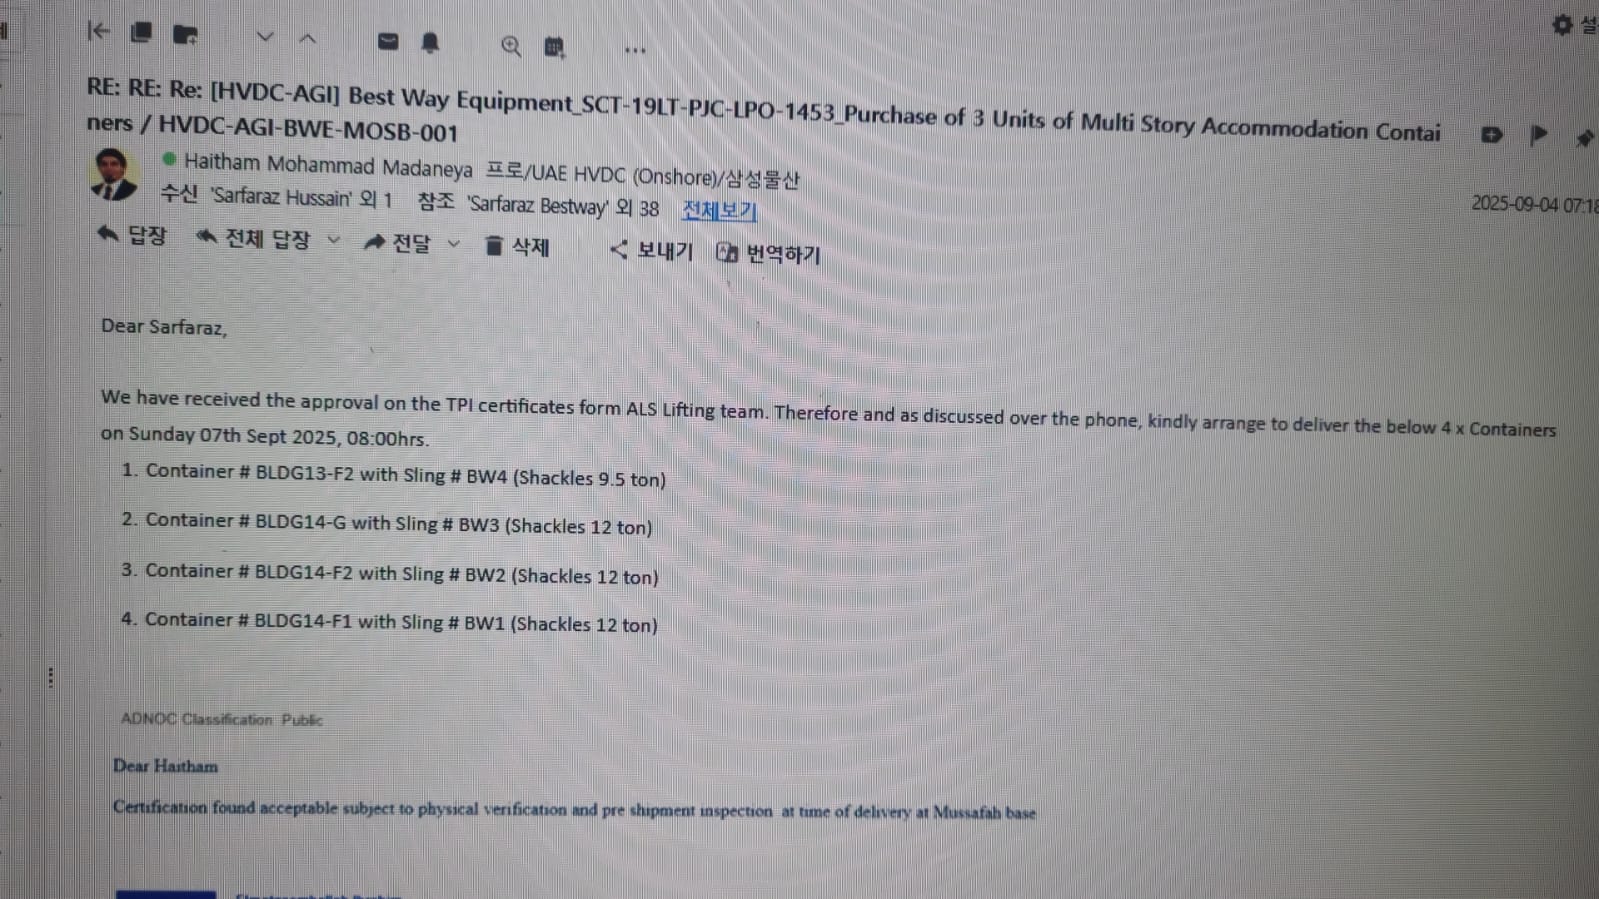 RE: RE: Re: [HVDC-AGI] Best Way Equipment_SCT-19LT-PJC-LPO-1453_Purchase of 3 Units of Multi Story Accommodation Contai
ners / HVDC-AGI-BWE-MOSB-001
Haitham Mohammad Madaneya 프로/UAE HVDC (Onshore)/삼성물산
수신 'Sarfaraz Hussain' 외 1 참조 'Sarfaraz Bestway' 외 38 전체보기
2025-09-04 07:18
답장 전체 답장 전달 삭제 보내기 번역하기
Dear Sarfaraz,
We have received the approval on the TPI certificates form ALS Lifting team. Therefore and as discussed over the phone, kindly arrange to deliver the below 4 x Containers
on Sunday 07th Sept 2025, 08:00hrs.
1. Container # BLDG13-F2 with Sling # BW4 (Shackles 9.5 ton)
2. Container # BLDG14-G with Sling # BW3 (Shackles 12 ton)
3. Container # BLDG14-F2 with Sling # BW2 (Shackles 12 ton)
4. Container # BLDG14-F1 with Sling # BW1 (Shackles 12 ton)
ADNOC Classification Public
Dear Haitham
Certification found acceptable subject to physical verification and pre shipment inspection at time of delivery at Mussafah base